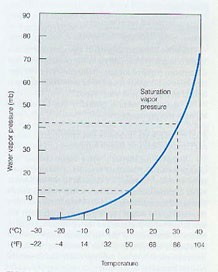 90
80
70
60
50
40
30
20
10
0
Water vapor pressure (mb)
Saturation
vapor
pressure
(°C) −30 −20 −10 0 10 20 30 40
(°F) −22 −4 14 32 50 68 86 104
Temperature